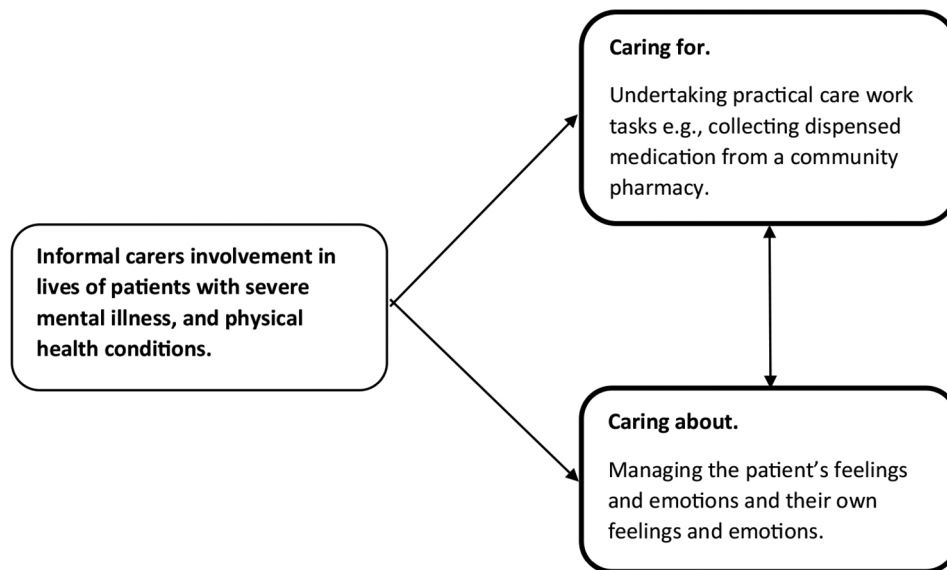 Caring for.
Undertaking practical care work
tasks e.g., collecting dispensed
medication from a community
pharmacy.
Informal carers involvement in
lives of patients with severe
mental illness, and physical
health conditions.
Caring about.
Managing the patient’s feelings
and emotions and their own
feelings and emotions.